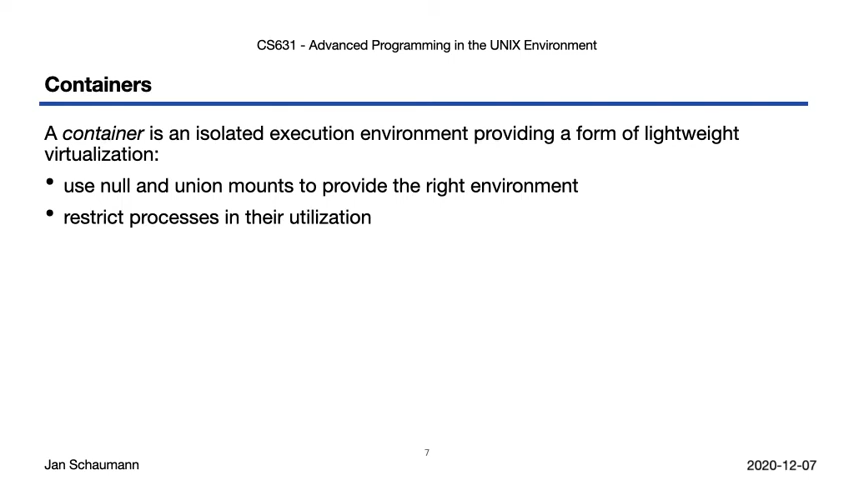 CS631 - Advanced Programming in the UNIX Environment
Containers
A container is an isolated execution environment providing a form of lightweight
virtualization:
• use null and union mounts to provide the right environment
• restrict processes in their utilization
7
Jan Schaumann
2020-12-07